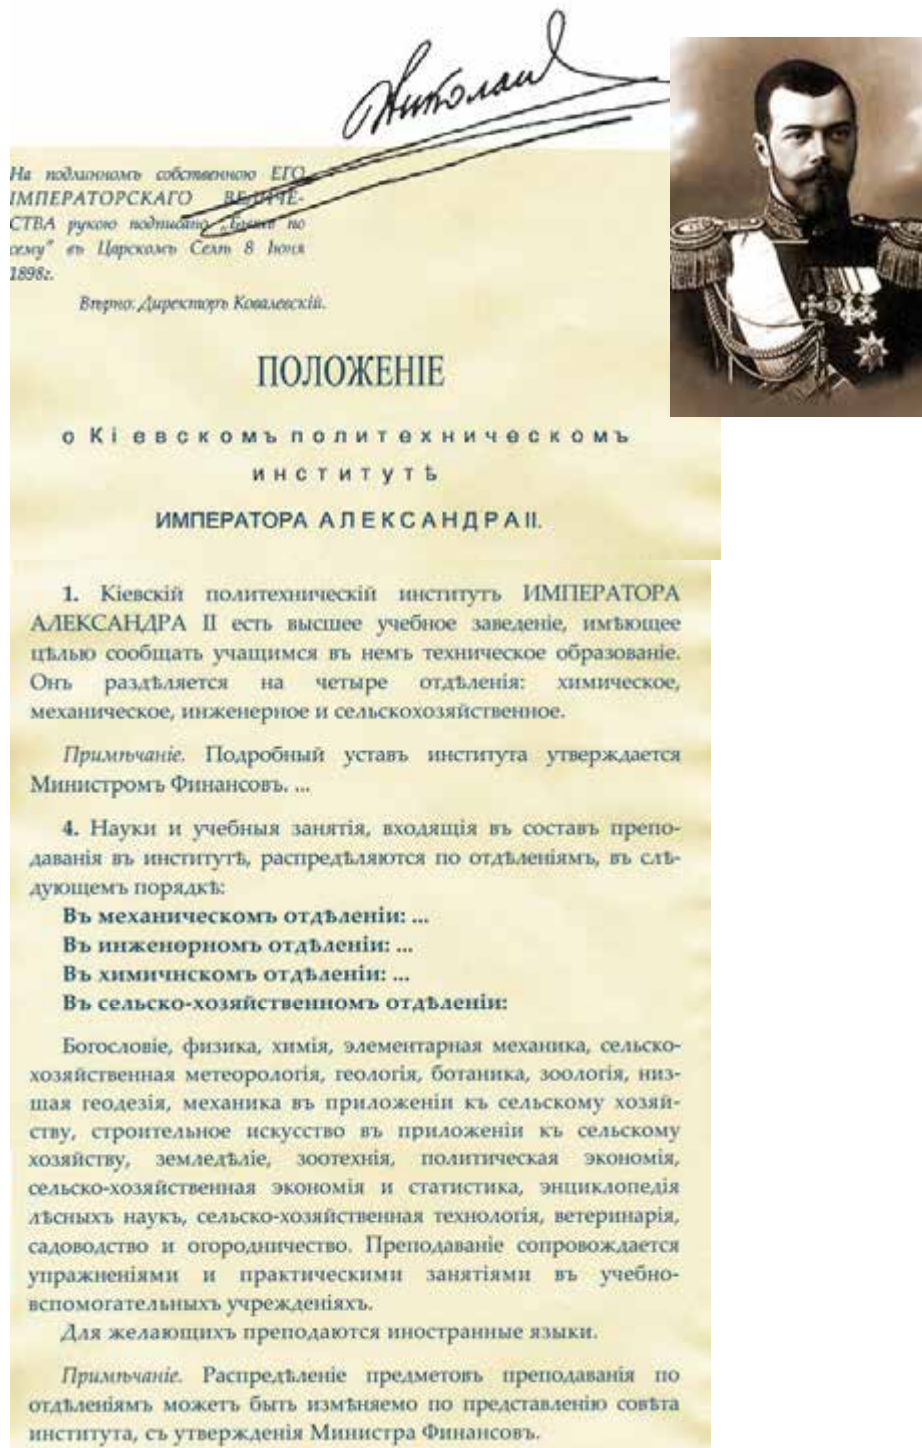 Николай
На подлинномъ собственною ЕГО
ІМПЕРАТОРСКАГО ВЕЛИЧЕ-
СТВА рукою подписано „Быть по
сему" въ Царскомъ Селѣ 8 Іюня
1898г.
Вѣрно: Директоръ Ковалевскій.
ПОЛОЖЕНІЕ
о Кіевскомъ политехническомъ
институтѣ
ИМПЕРАТОРА АЛЕКСАНДРА II.
1. Кіевскій политехническій институтъ ИМПЕРАТОРА
АЛЕКСАНДРА II есть высшее учебное заведеніе, имѣющее
цѣлью сообщать учащимся въ немъ техническое образованіе.
Онъ раздѣляется на четыре отдѣленія: химическое,
механическое, инженерное и сельскохозяйственное.
Примѣчаніе. Подробный уставъ института утверждается
Министромъ Финансовъ. ...
4. Науки и учебныя занятія, входящія въ составъ препо-
даванія въ институтѣ, распредѣляются по отдѣленіямъ, въ слѣ-
дующемъ порядкѣ:
Въ механическомъ отдѣленіи: ...
Въ инженѳрномъ отдѣленіи: ...
Въ химичнскомъ отдѣленіи: ...
Въ сельско-хозяйственномъ отдѣленіи:
Богословіе, физика, химія, элементарная механика, сельско-
хозяйственная метеорологія, геологія, ботаника, зоологія, низ-
шая геодезія, механика въ приложеніи къ сельскому хозяй-
ству, строительное искусство въ приложеніи къ сельскому
хозяйству, земледѣліе, зоотехнія, политическая экономія,
сельско-хозяйственная экономія и статистика, энциклопедія
лѣсныхъ наукъ, сельско-хозяйственная технологія, ветеринарія,
садоводство и огородничество. Преподаваніе сопровождается
упражненіями и практическими занятіями въ учебно-
вспомогательныхъ учрежденіяхъ.
Для желающихъ преподаются иностранные языки.
Примѣчаніе. Распредѣленіе предметовъ преподаванія по
отдѣленіямъ можетъ быть измѣняемо по представленію совѣта
института, съ утвержденія Министра Финансовъ.